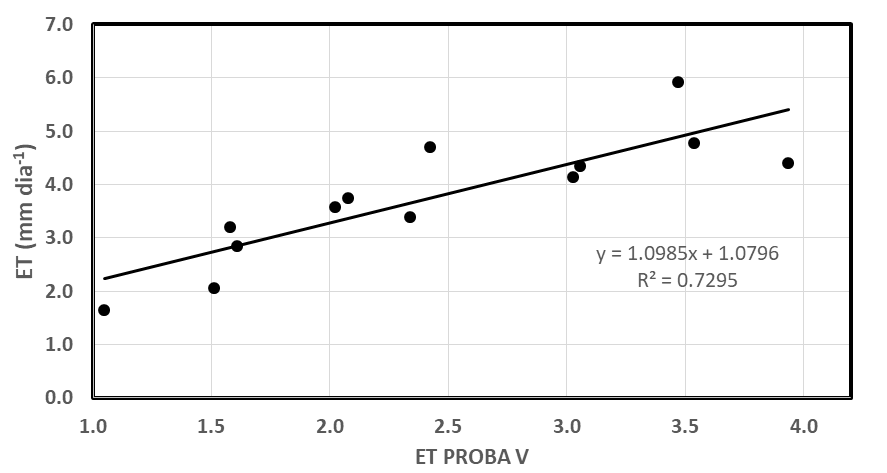 7.0
6.0
5.0
4.0
3.0
2.0
1.0
0.0
ET (mm dia⁻¹)
y = 1.0985x + 1.0796
R² = 0.7295
1.0 1.5 2.0 2.5 3.0 3.5 4.0
ET PROBA V